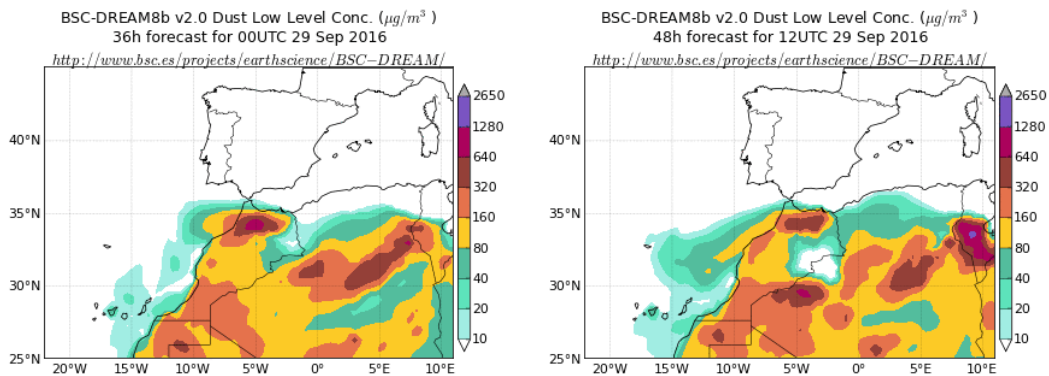 BSC-DREAM8b v2.0 Dust Low Level Conc. (μg/m³ )
36h forecast for 00UTC 29 Sep 2016
http://www.bsc.es/projects/earthscience/BSC−DREAM/
40°N
35°N
30°N
25°N
20°W
15°W
10°W
5°W
0°
5°E
10°E
2650
1280
640
320
160
80
40
20
10
BSC-DREAM8b v2.0 Dust Low Level Conc. (μg/m³ )
48h forecast for 12UTC 29 Sep 2016
http://www.bsc.es/projects/earthscience/BSC−DREAM/
40°N
35°N
30°N
25°N
20°W
15°W
10°W
5°W
0°
5°E
10°E
2650
1280
640
320
160
80
40
20
10